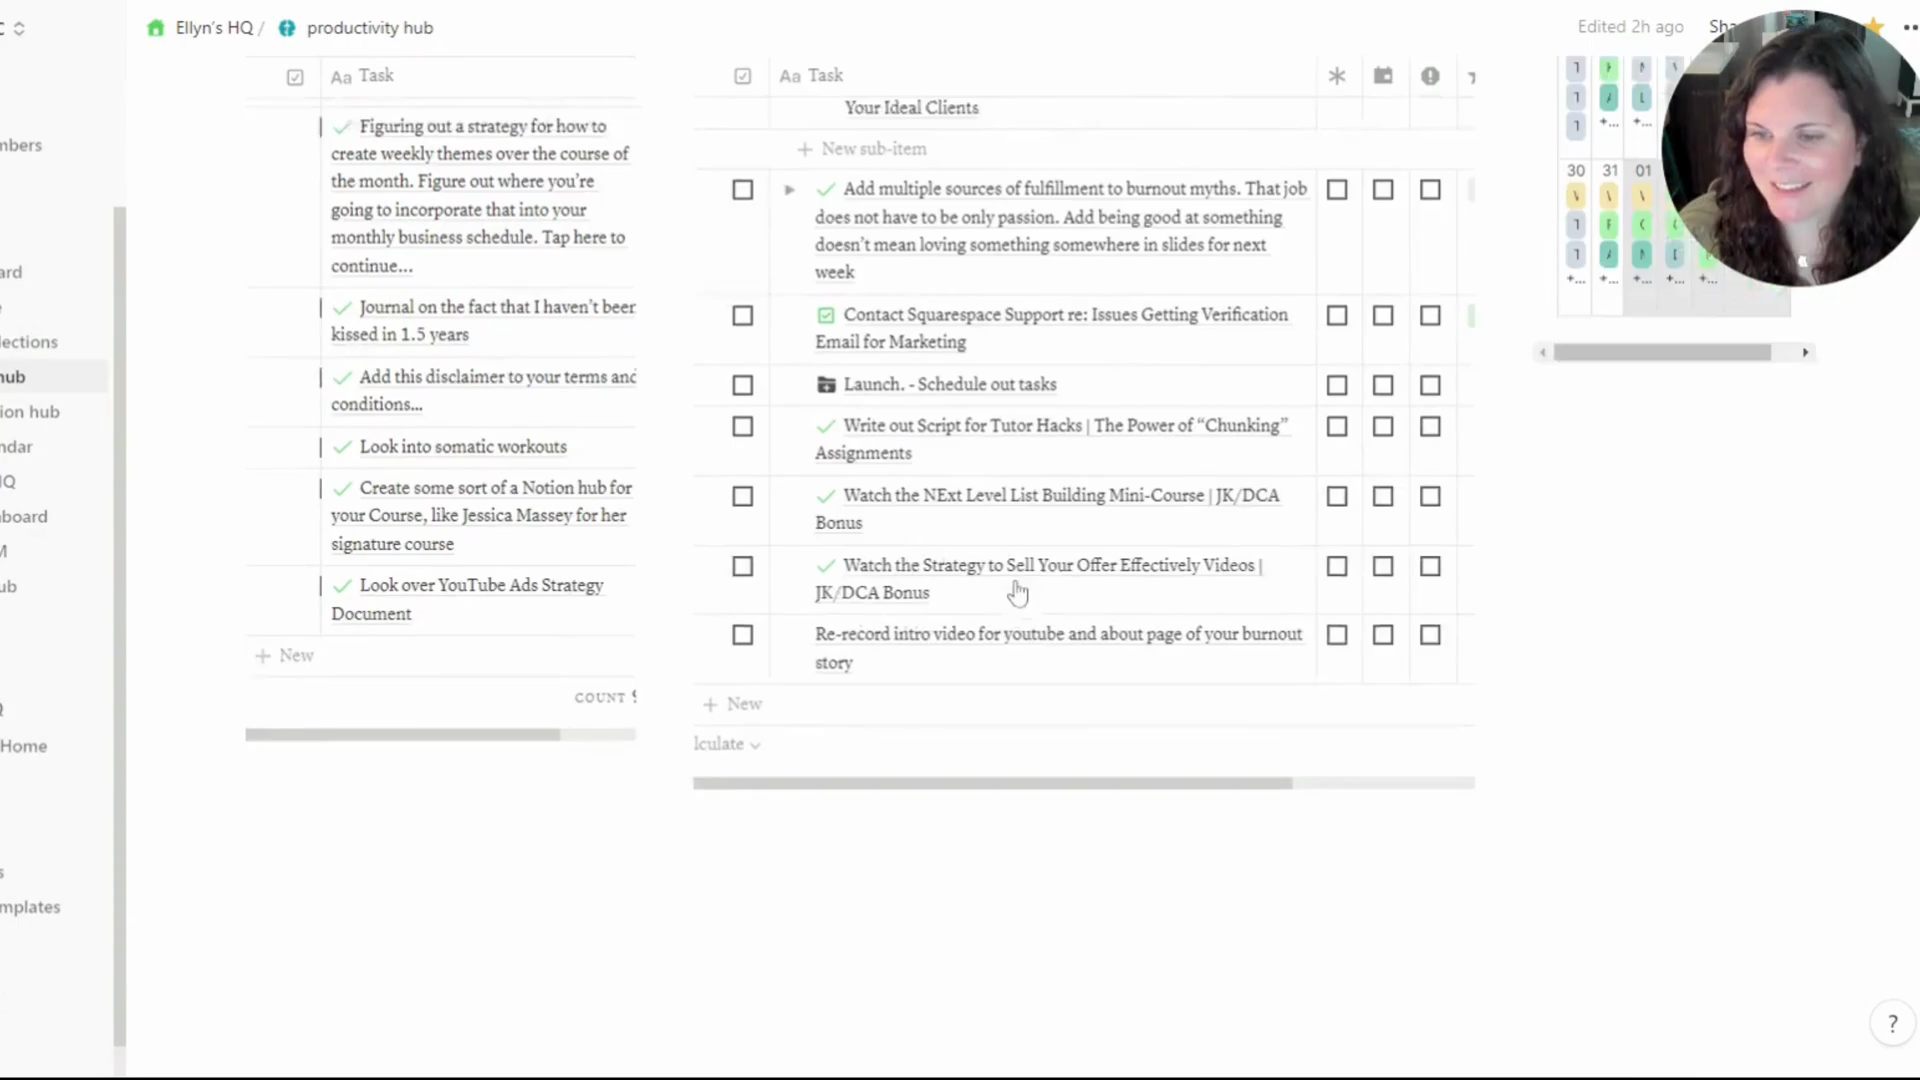 Ellyn's HQ / productivity hub
Edited 2h ago
mbers
ard
lections
hub
ion hub
ndar
IQ
board
M
ub
Home
mplates
Aa Task
Figuring out a strategy for how to
create weekly themes over the course of
the month. Figure out where you're
going to incorporate that into your
monthly business schedule. Tap here to
continue...
Journal on the fact that I haven't been
kissed in 1.5 years
Add this disclaimer to your terms and
conditions...
Look into somatic workouts
Create some sort of a Notion hub for
your Course, like Jessica Massey for her
signature course
Look over YouTube Ads Strategy
Document
+ New
COUNT 9
Aa Task
Your Ideal Clients
+ New sub-item
Add multiple sources of fulfillment to burnout myths. That job
does not have to be only passion. Add being good at something
doesn't mean loving something somewhere in slides for next
week
Contact Squarespace Support re: Issues Getting Verification
Email for Marketing
Launch. - Schedule out tasks
Write out Script for Tutor Hacks | The Power of "Chunking"
Assignments
Watch the NExt Level List Building Mini-Course | JK/DCA
Bonus
Watch the Strategy to Sell Your Offer Effectively Videos |
JK/DCA Bonus
Re-record intro video for youtube and about page of your burnout
story
+ New
lculate
30 31 01
?